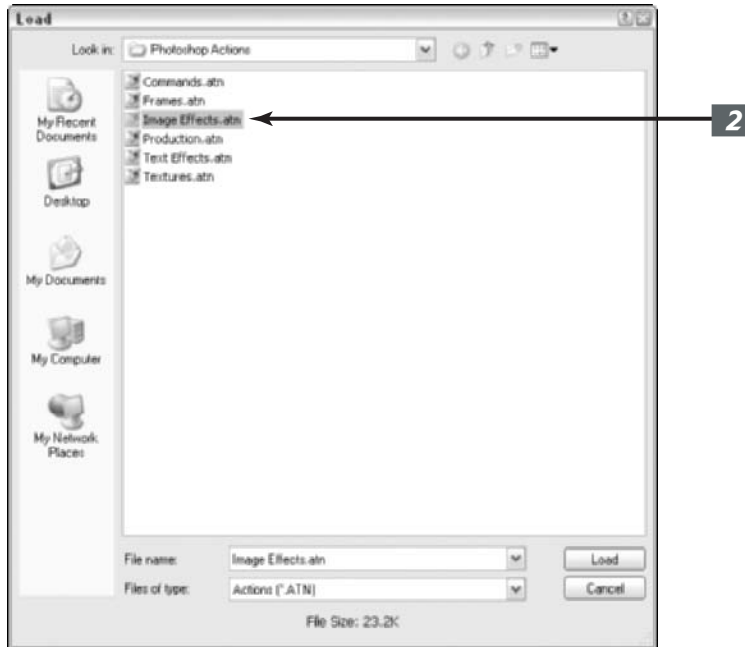 Load
Look in: Photoshop Actions
My Recent Documents
Desktop
My Documents
My Computer
My Network Places
Commands.atn
Frames.atn
Image Effects.atn
2
Production.atn
Text Effects.atn
Textures.atn
File name: Image Effects.atn Load
Files of type: Actions (*.ATN) Cancel
File Size: 23.2K